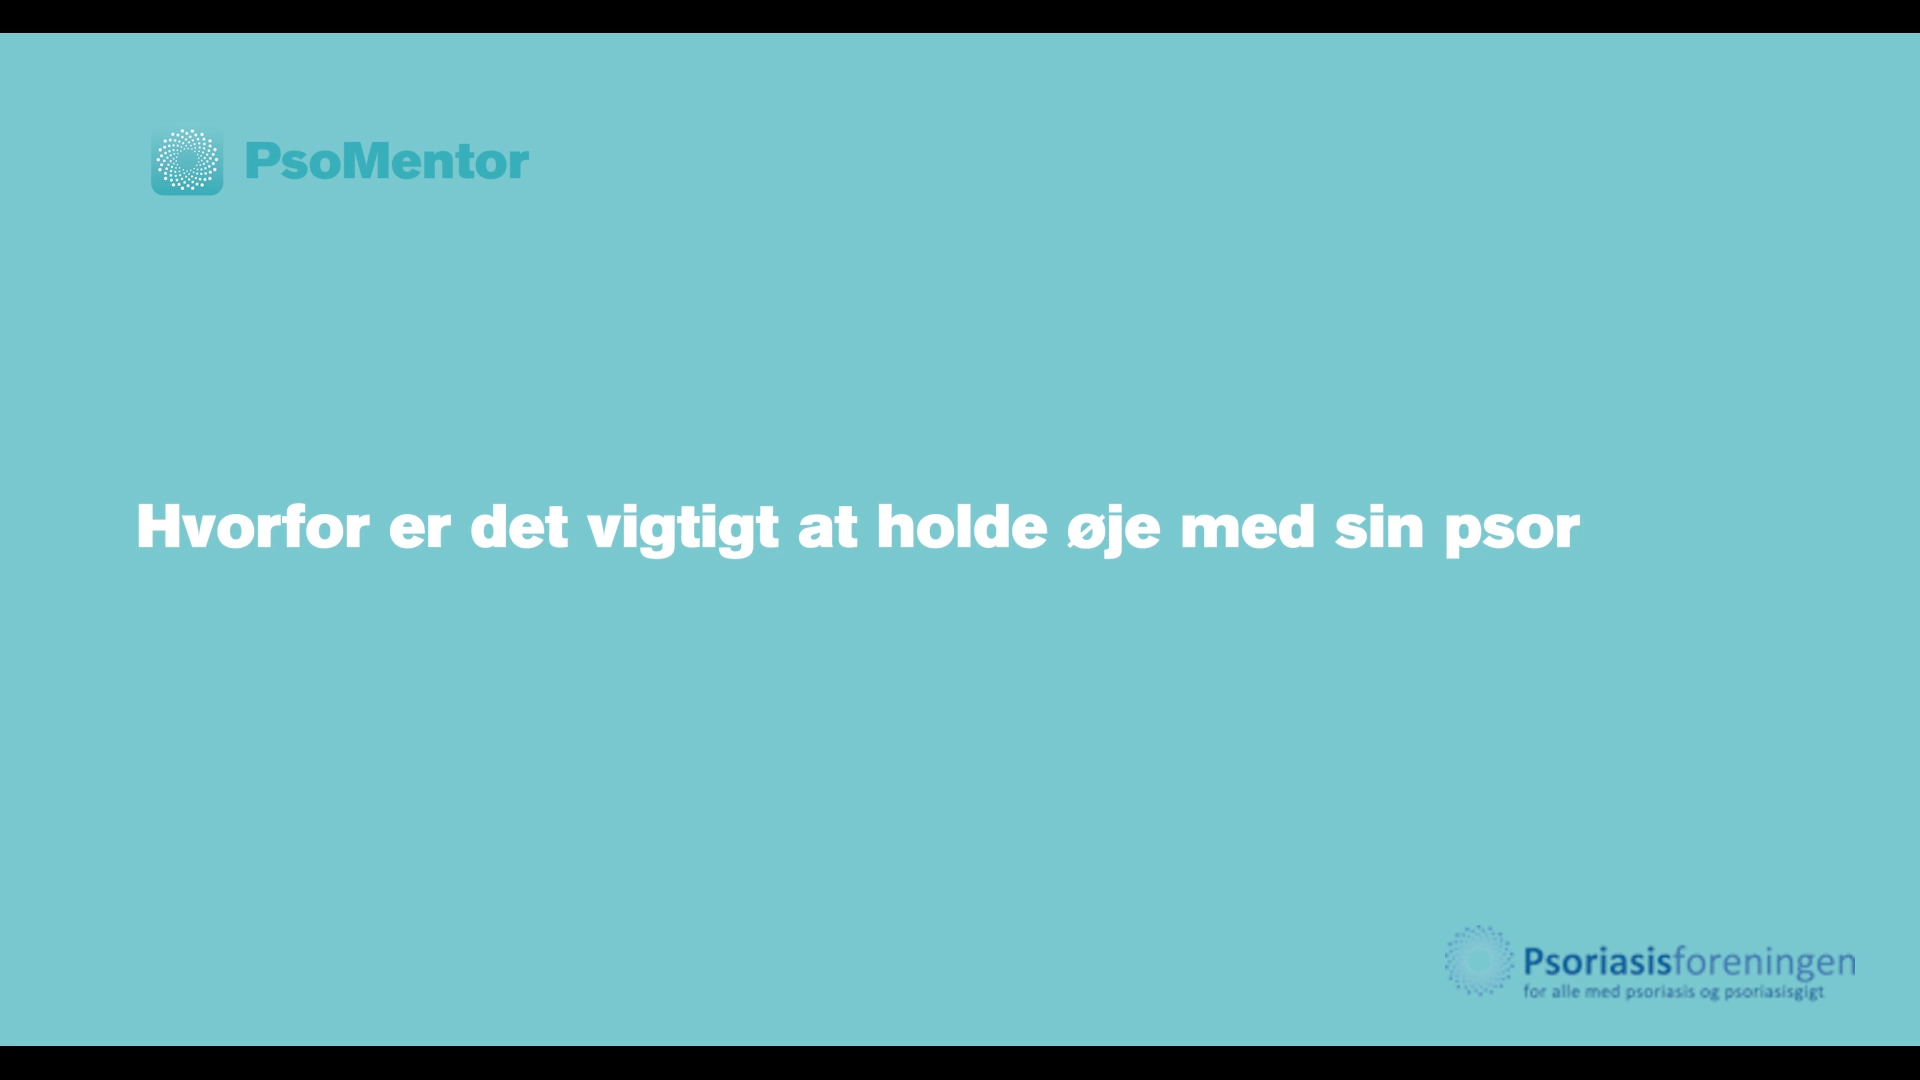 PsoMentor
Hvorfor er det vigtigt at holde øje med sin psor
Psoriasisforeningen
for alle med psoriasis og psoriasisgigt